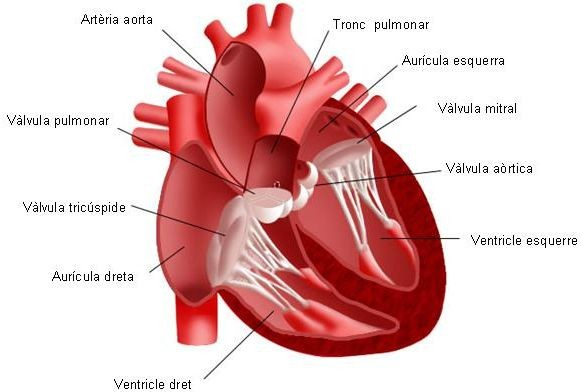 Artèria aorta
Tronc pulmonar
Aurícula esquerra
Vàlvula mitral
Vàlvula pulmonar
Vàlvula aòrtica
Vàlvula tricúspide
Ventricle esquerre
Aurícula dreta
Ventricle dret